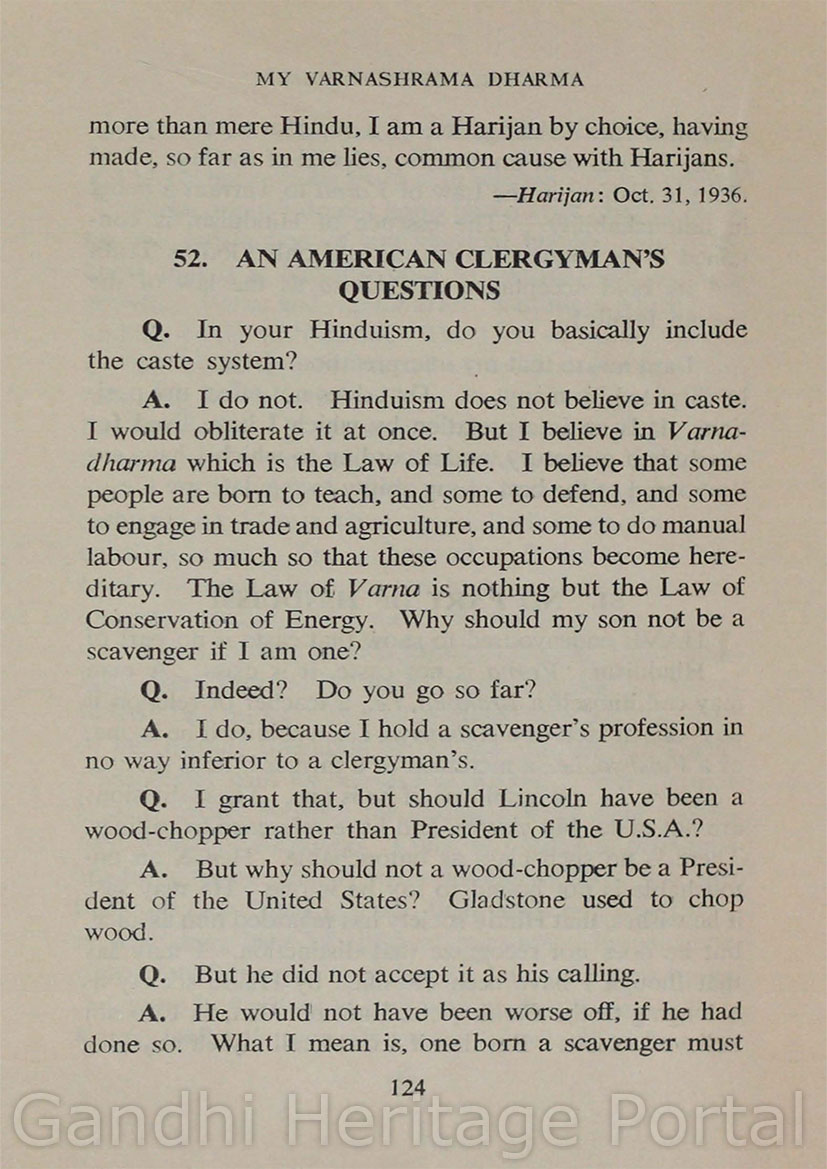 MY VARNASHRAMA DHARMA
more than mere Hindu, I am a Harijan by choice, having
made, so far as in me lies, common cause with Harijans.
—Harijan: Oct. 31, 1936.
52. AN AMERICAN CLERGYMAN'S
QUESTIONS
Q. In your Hinduism, do you basically include
the caste system?
A. I do not. Hinduism does not believe in caste.
I would obliterate it at once. But I believe in Varna-
dharma which is the Law of Life. I believe that some
people are born to teach, and some to defend, and some
to engage in trade and agriculture, and some to do manual
labour, so much so that these occupations become here-
ditary. The Law of Varna is nothing but the Law of
Conservation of Energy. Why should my son not be a
scavenger if I am one?
Q. Indeed? Do you go so far?
A. I do, because I hold a scavenger's profession in
no way inferior to a clergyman's.
Q. I grant that, but should Lincoln have been a
wood-chopper rather than President of the U.S.A.?
A. But why should not a wood-chopper be a Presi-
dent of the United States? Gladstone used to chop
wood.
Q. But he did not accept it as his calling.
A. He would not have been worse off, if he had
done so. What I mean is, one born a scavenger must
124
Gandhi Heritage Portal